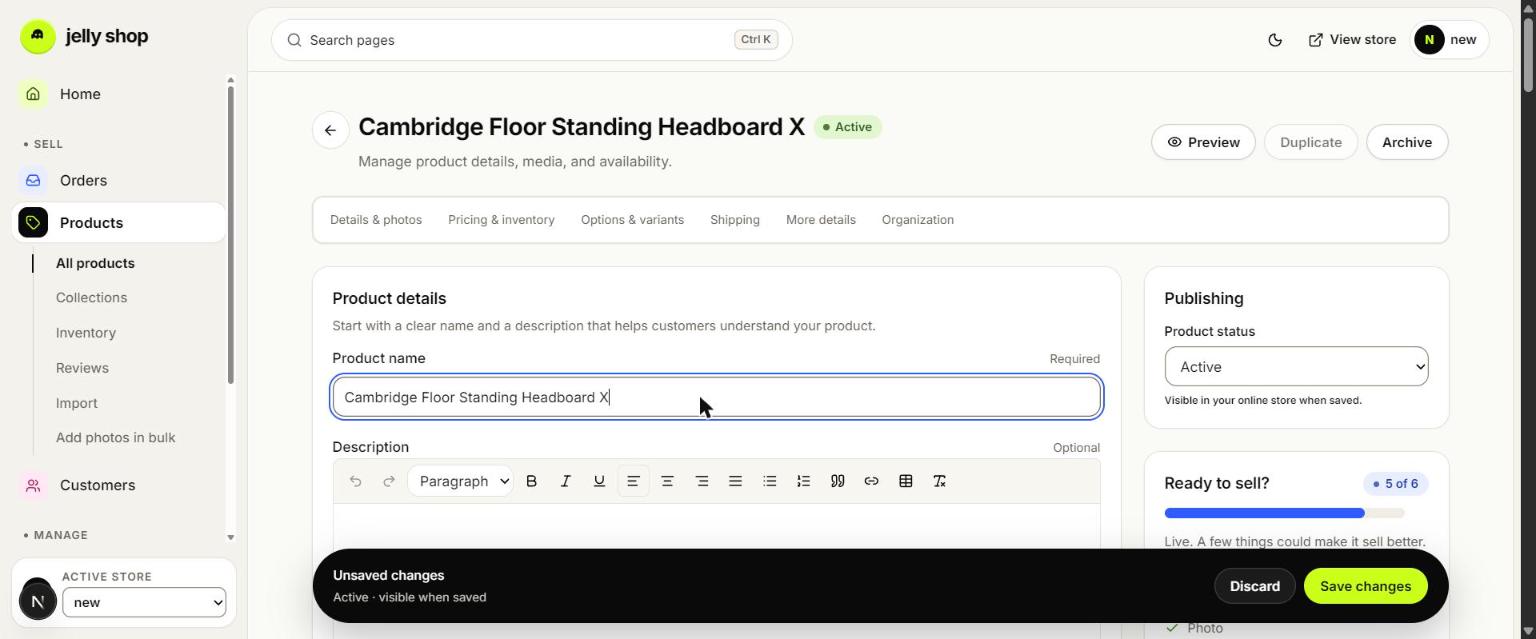 jelly shop
Search pages
Ctrl K
View store
N
new
Home
SELL
Orders
Products
All products
Collections
Inventory
Reviews
Import
Add photos in bulk
Customers
MANAGE
ACTIVE STORE
N
new
Cambridge Floor Standing Headboard X
Active
Manage product details, media, and availability.
Preview
Duplicate
Archive
Details & photos
Pricing & inventory
Options & variants
Shipping
More details
Organization
Product details
Start with a clear name and a description that helps customers understand your product.
Product name
Required
Cambridge Floor Standing Headboard X
Description
Optional
Paragraph
B
I
U
Publishing
Product status
Active
Visible in your online store when saved.
Ready to sell?
5 of 6
Live. A few things could make it sell better.
Unsaved changes
Active · visible when saved
Discard
Save changes
Photo